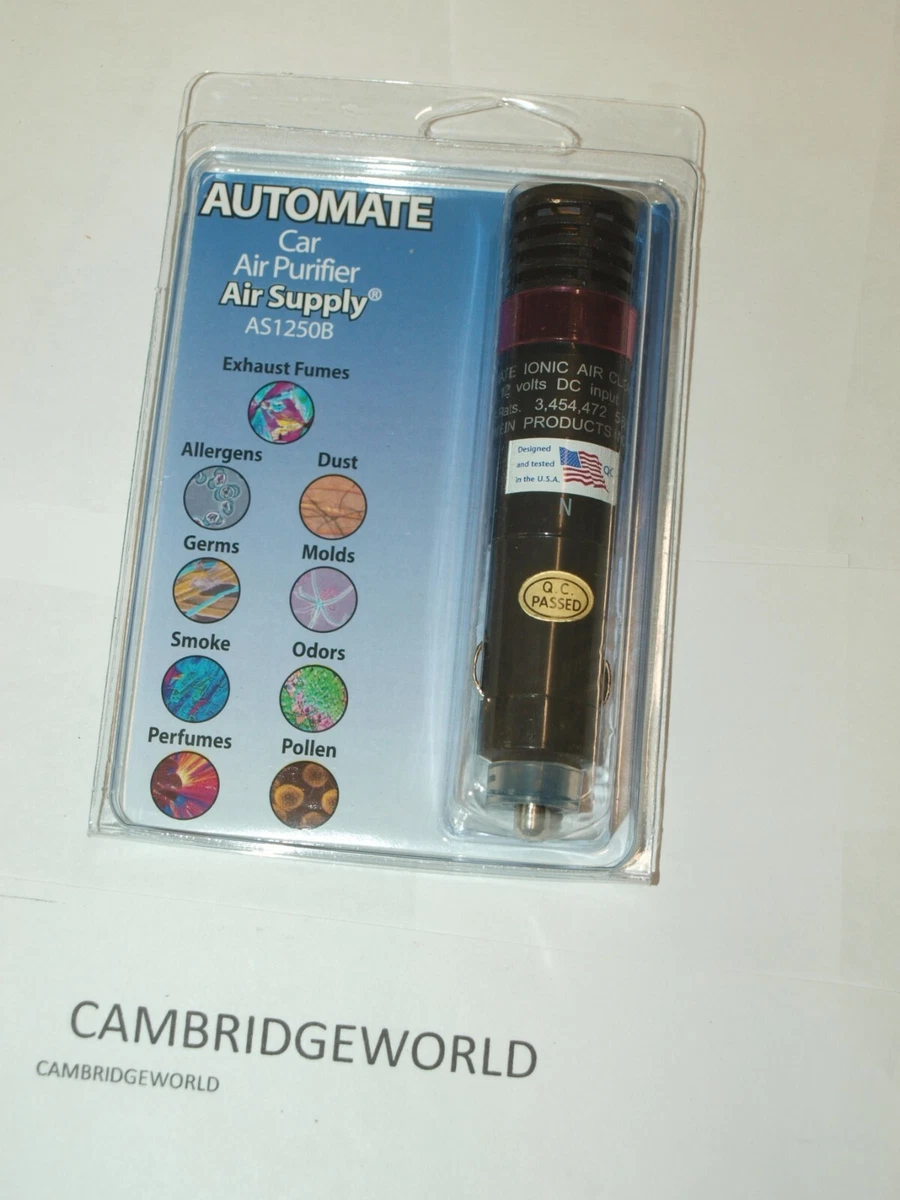 AUTOMATE
Car
Air Purifier
Air Supply®
AS1250B
Exhaust Fumes
Allergens
Dust
Germs
Molds
Smoke
Odors
Perfumes
Pollen
IONIC AIR
volts DC input
3,454,472
PRODUCTS
Designed
and tested
in the U.S.A.
QC
N
Q.C.
PASSED
CAMBRIDGEWORLD
CAMBRIDGEWORLD